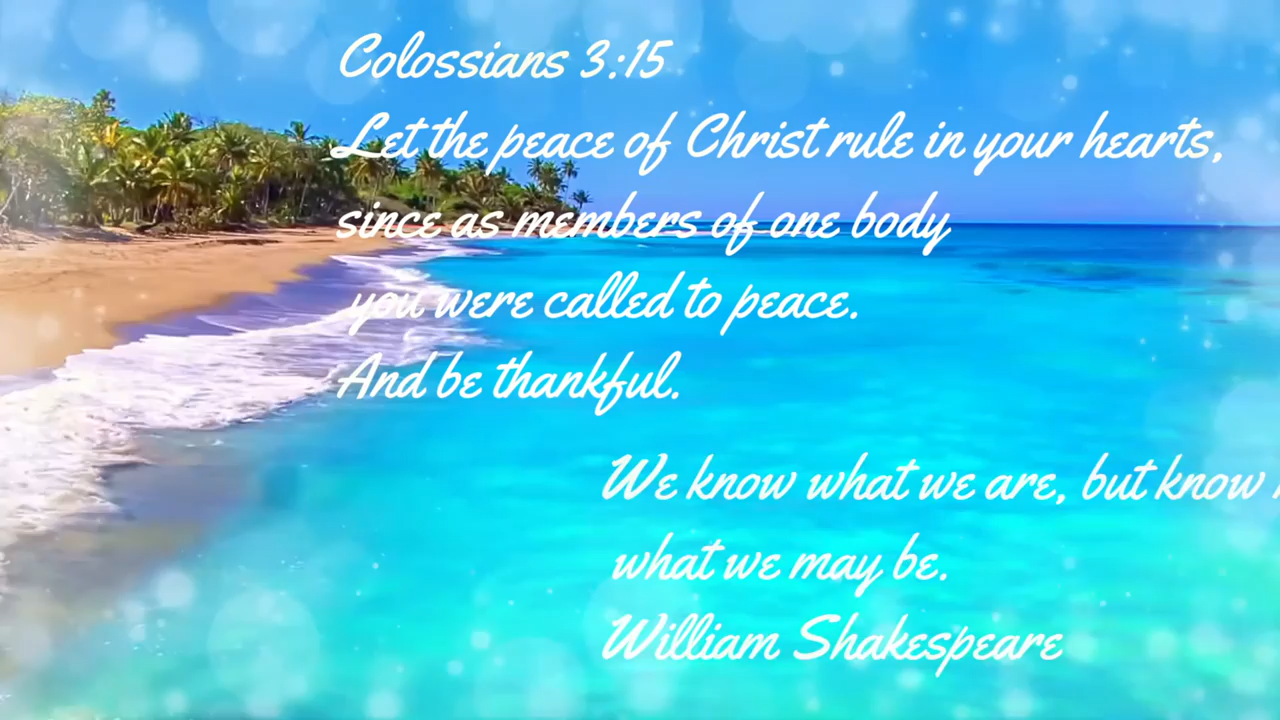 Colossians 3:15
Let the peace of Christ rule in your hearts,
since as members of one body
you were called to peace.
And be thankful.
We know what we are, but know
what we may be.
William Shakespeare